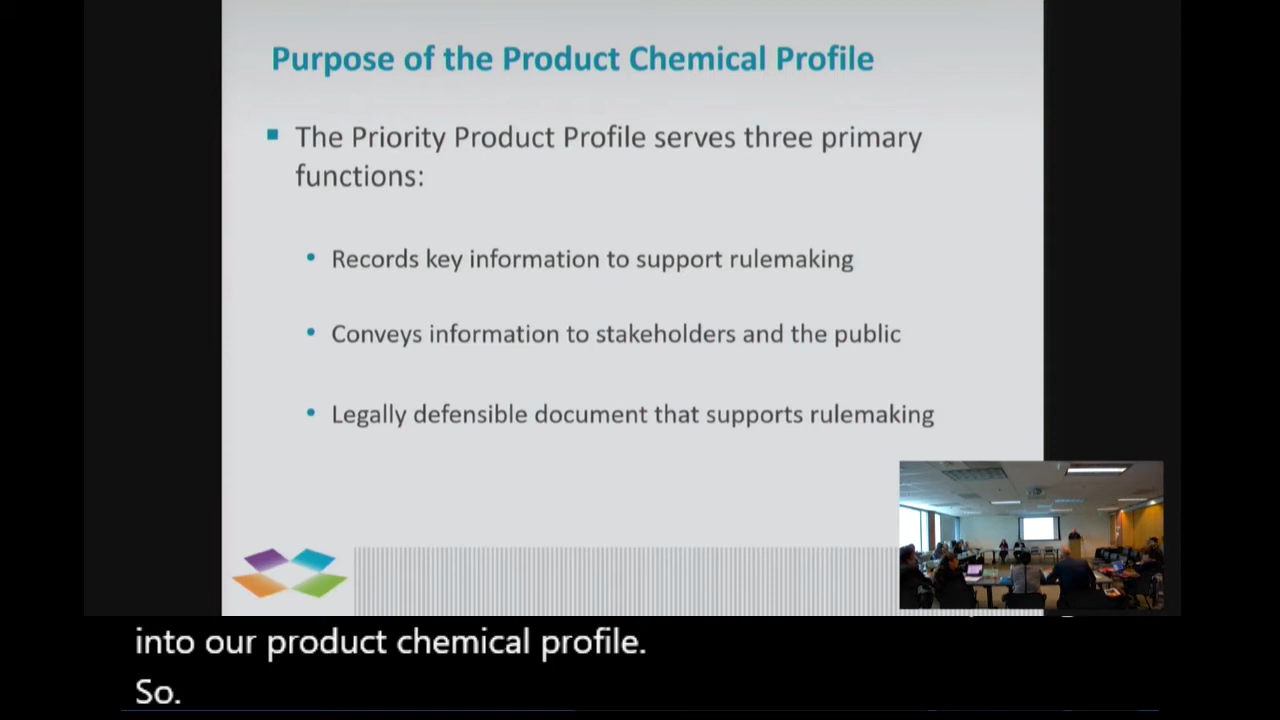 Purpose of the Product Chemical Profile
The Priority Product Profile serves three primary
functions:
Records key information to support rulemaking
Conveys information to stakeholders and the public
Legally defensible document that supports rulemaking
into our product chemical profile.
So.